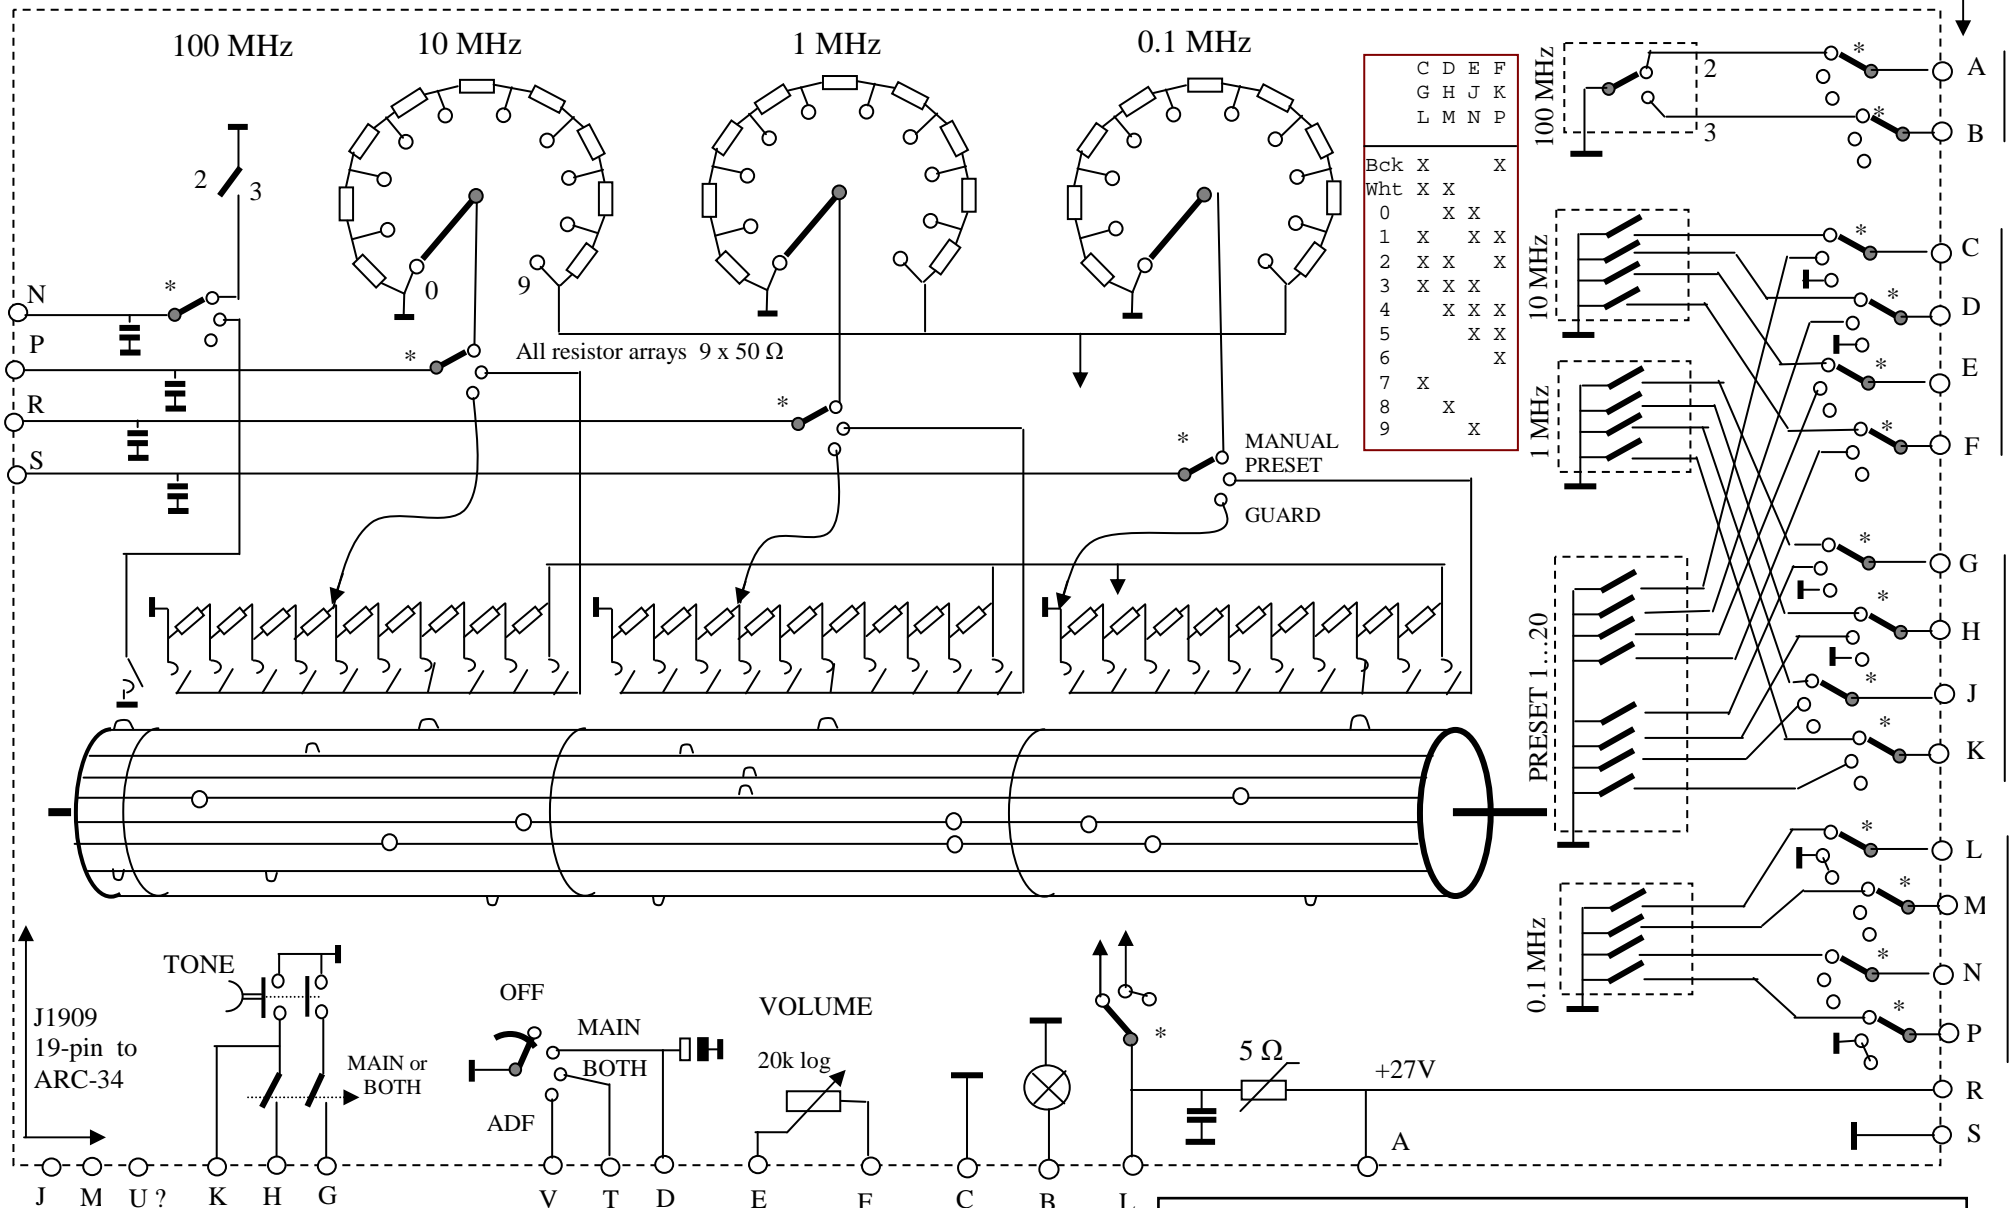 100 MHz
10 MHz
1 MHz
0.1 MHz
2
3
0
9
*
N
P
R
S
*
*
*
All resistor arrays 9 x 50 Ω
MANUAL
PRESET
GUARD
C D E F
G H J K
L M N P
Bck X X
Wht X X
0 X X
1 X X X
2 X X X
3 X X X
4 X X X
5 X X
6 X
7 X
8 X
9 X
100 MHz
2
3
10 MHz
1 MHz
PRESET 1…20
0.1 MHz
* A
* B
* C
* D
* E
* F
* G
* H
* J
* K
* L
* M
* N
* P
R
S
J1909
19-pin to
ARC-34
TONE
MAIN or
BOTH
OFF
MAIN
BOTH
ADF
VOLUME
20k log
*
5 Ω
+27V
A
J M U ? K H G V T D E F C B L